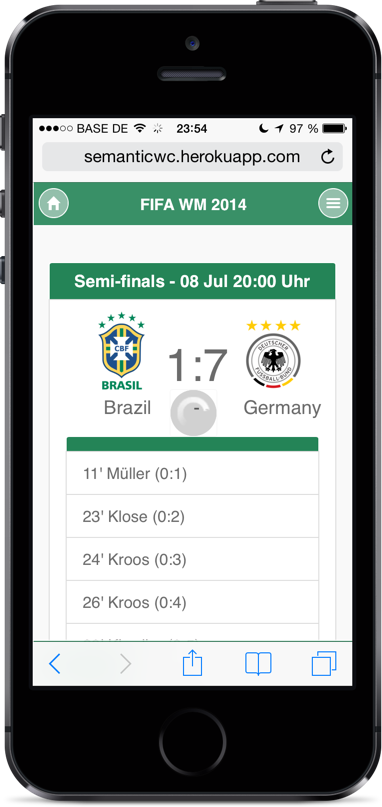 BASE DE 23:54 97 %
semanticwc.herokuapp.com
FIFA WM 2014
Semi-finals - 08 Jul 20:00 Uhr
CBF
BRASIL
DEUTSCHER
FUSSBALL-BUND
1:7
Brazil
Germany
-
11' Müller (0:1)
23' Klose (0:2)
24' Kroos (0:3)
26' Kroos (0:4)